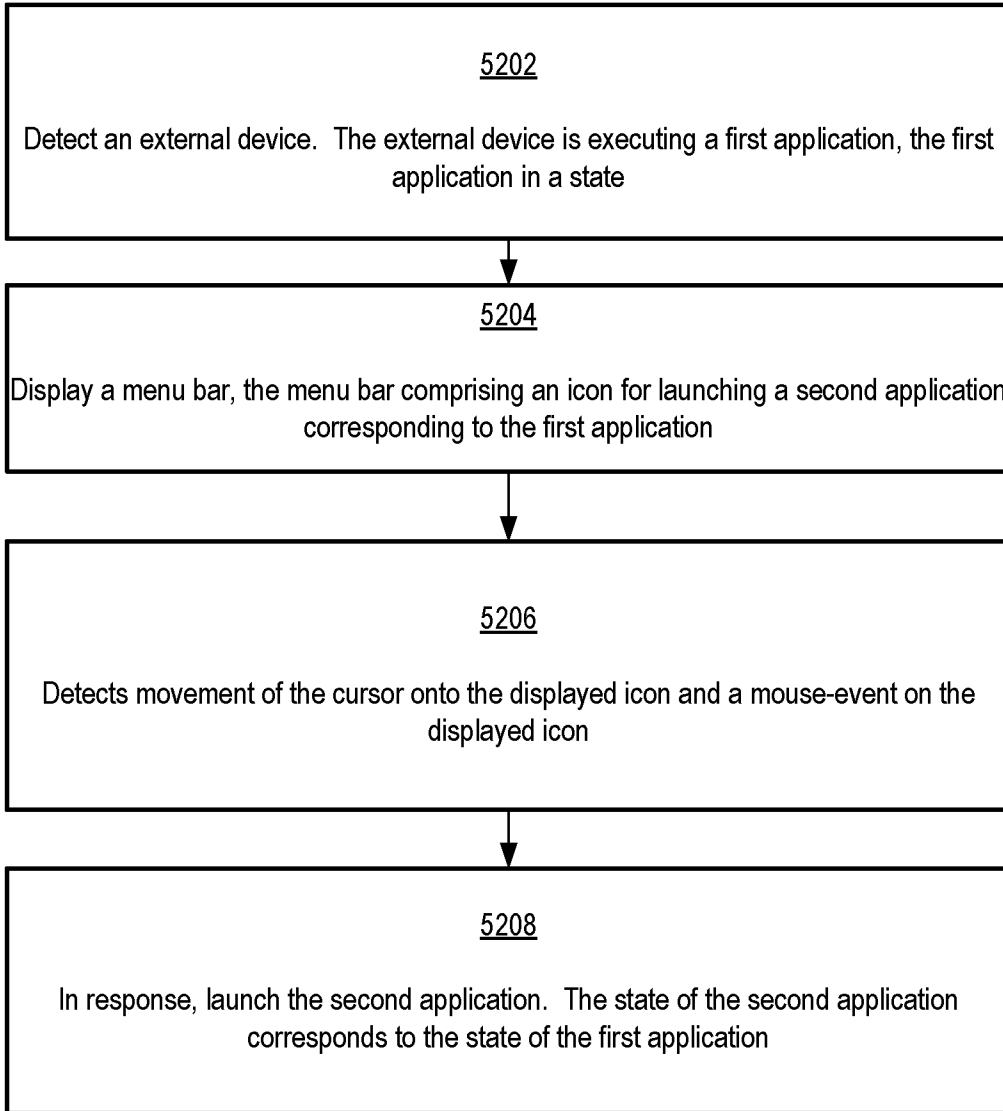 5202
Detect an external device.  The external device is executing a first application, the first
application in a state
5204
Display a menu bar, the menu bar comprising an icon for launching a second application
corresponding to the first application
5206
Detects movement of the cursor onto the displayed icon and a mouse-event on the
displayed icon
5208
In response, launch the second application.  The state of the second application
corresponds to the state of the first application